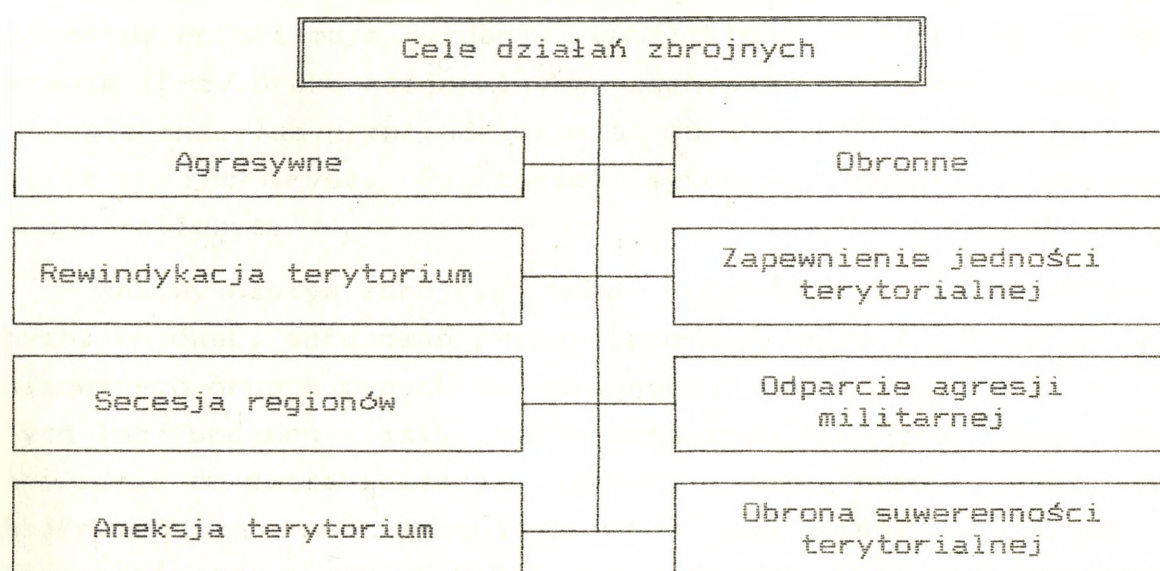 Cele działań zbrojnych
Agresywne
Obronne
Rewindykacja terytorium
Zapewnienie jedności
terytorialnej
Secesja regionów
Odparcie agresji
militarnej
Aneksja terytorium
Obrona suwerenności
terytorialnej